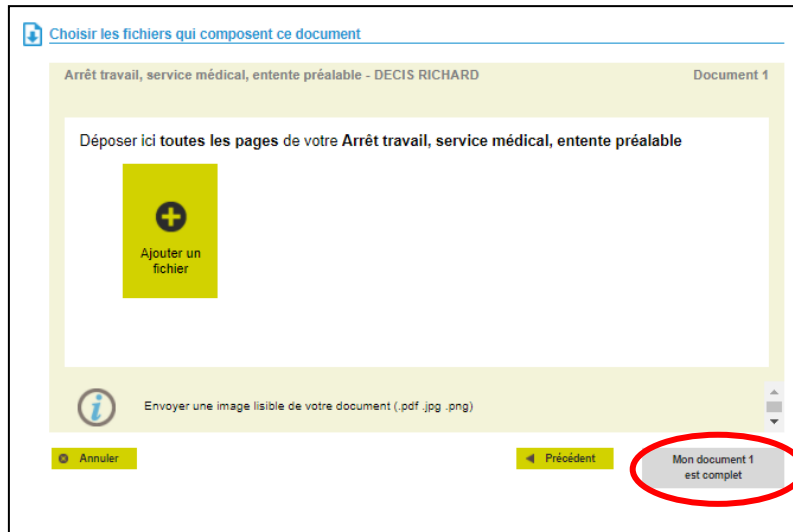 Choisir les fichiers qui composent ce document
Arrêt travail, service médical, entente préalable - DECIS RICHARD Document 1
Déposer ici toutes les pages de votre Arrêt travail, service médical, entente préalable
Ajouter un
fichier
Envoyer une image lisible de votre document (.pdf .jpg .png)
Annuler
Précédent
Mon document 1
est complet